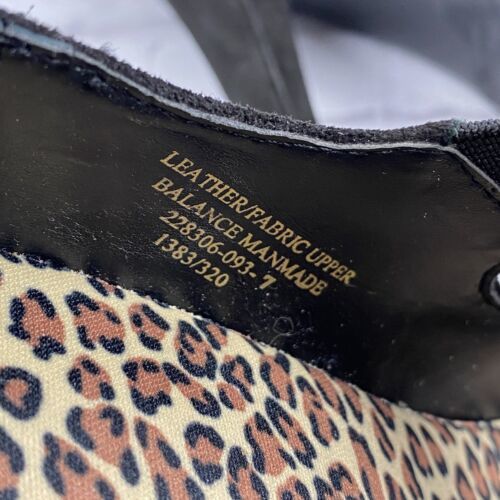 LEATHER/FABRIC UPPER
BALANCE MANMADE
228306-093-7
1383/320